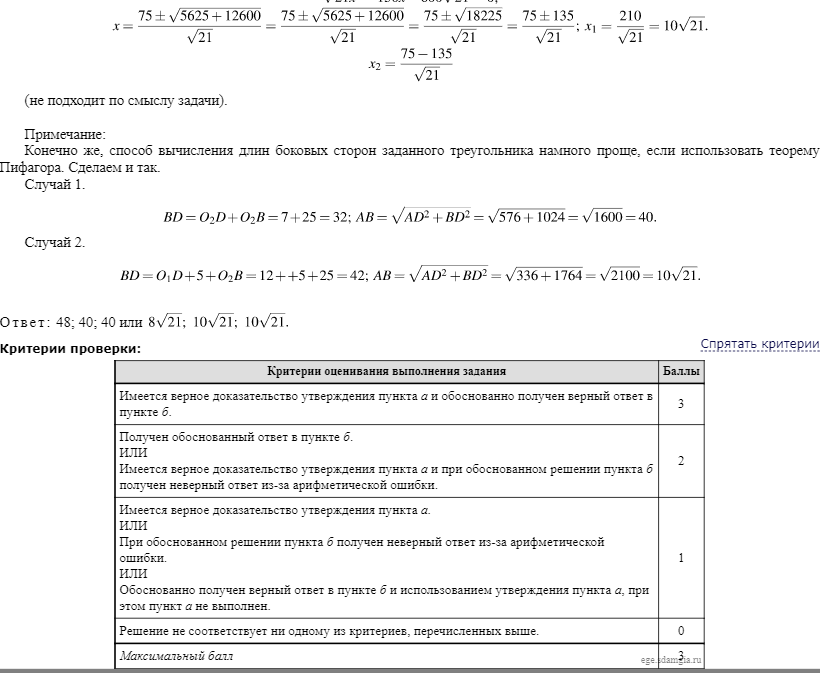 x = \frac{75 ± \sqrt{5625+12600}}{\sqrt{21}} = \frac{75 ± \sqrt{5625+12600}}{\sqrt{21}} = \frac{75 ± \sqrt{18225}}{\sqrt{21}} = \frac{75 ± 135}{\sqrt{21}}; x_1 = \frac{210}{\sqrt{21}} = 10\sqrt{21}.
x_2 = \frac{75 − 135}{\sqrt{21}}
(не подходит по смыслу задачи).
Примечание:
Конечно же, способ вычисления длин боковых сторон заданного треугольника намного проще, если использовать теорему
Пифагора. Сделаем и так.
Случай 1.
BD = O_2D + O_2B = 7 + 25 = 32; AB = \sqrt{AD^2 + BD^2} = \sqrt{576 + 1024} = \sqrt{1600} = 40.
Случай 2.
BD = O_1D + 5 + O_2B = 12 + +5 + 25 = 42; AB = \sqrt{AD^2 + BD^2} = \sqrt{336 + 1764} = \sqrt{2100} = 10\sqrt{21}.
Ответ: 48; 40; 40 или 8\sqrt{21}; 10\sqrt{21}; 10\sqrt{21}.
Спрятать критерии
Критерии проверки:
Критерии оценивания выполнения задания Баллы
Имеется верное доказательство утверждения пункта а и обоснованно получен верный ответ в
пункте б.
3
Получен обоснованный ответ в пункте б.
ИЛИ
Имеется верное доказательство утверждения пункта а и при обоснованном решении пункта б
получен неверный ответ из-за арифметической ошибки.
2
Имеется верное доказательство утверждения пункта а.
ИЛИ
При обоснованном решении пункта б получен неверный ответ из-за арифметической
ошибки.
ИЛИ
Обоснованно получен верный ответ в пункте б и использованием утверждения пункта а, при
этом пункт а не выполнен.
1
Решение не соответствует ни одному из критериев, перечисленных выше. 0
Максимальный балл 3
ege.sdamgia.ru